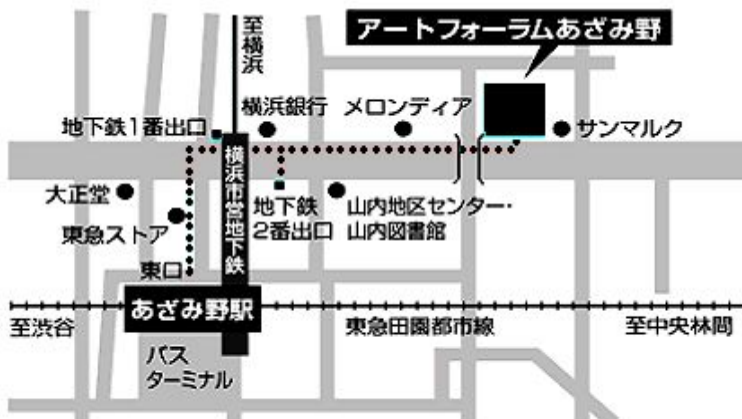 アートフォーラムあざみ野
至横浜
横浜銀行
メロンディア
地下鉄1番出口
サンマルク
横浜市営地下鉄
大正堂
地下鉄
2番出口
山内地区センター・
山内図書館
東急ストア
東口
あざみ野駅
至渋谷
東急田園都市線
至中央林間
バス
ターミナル